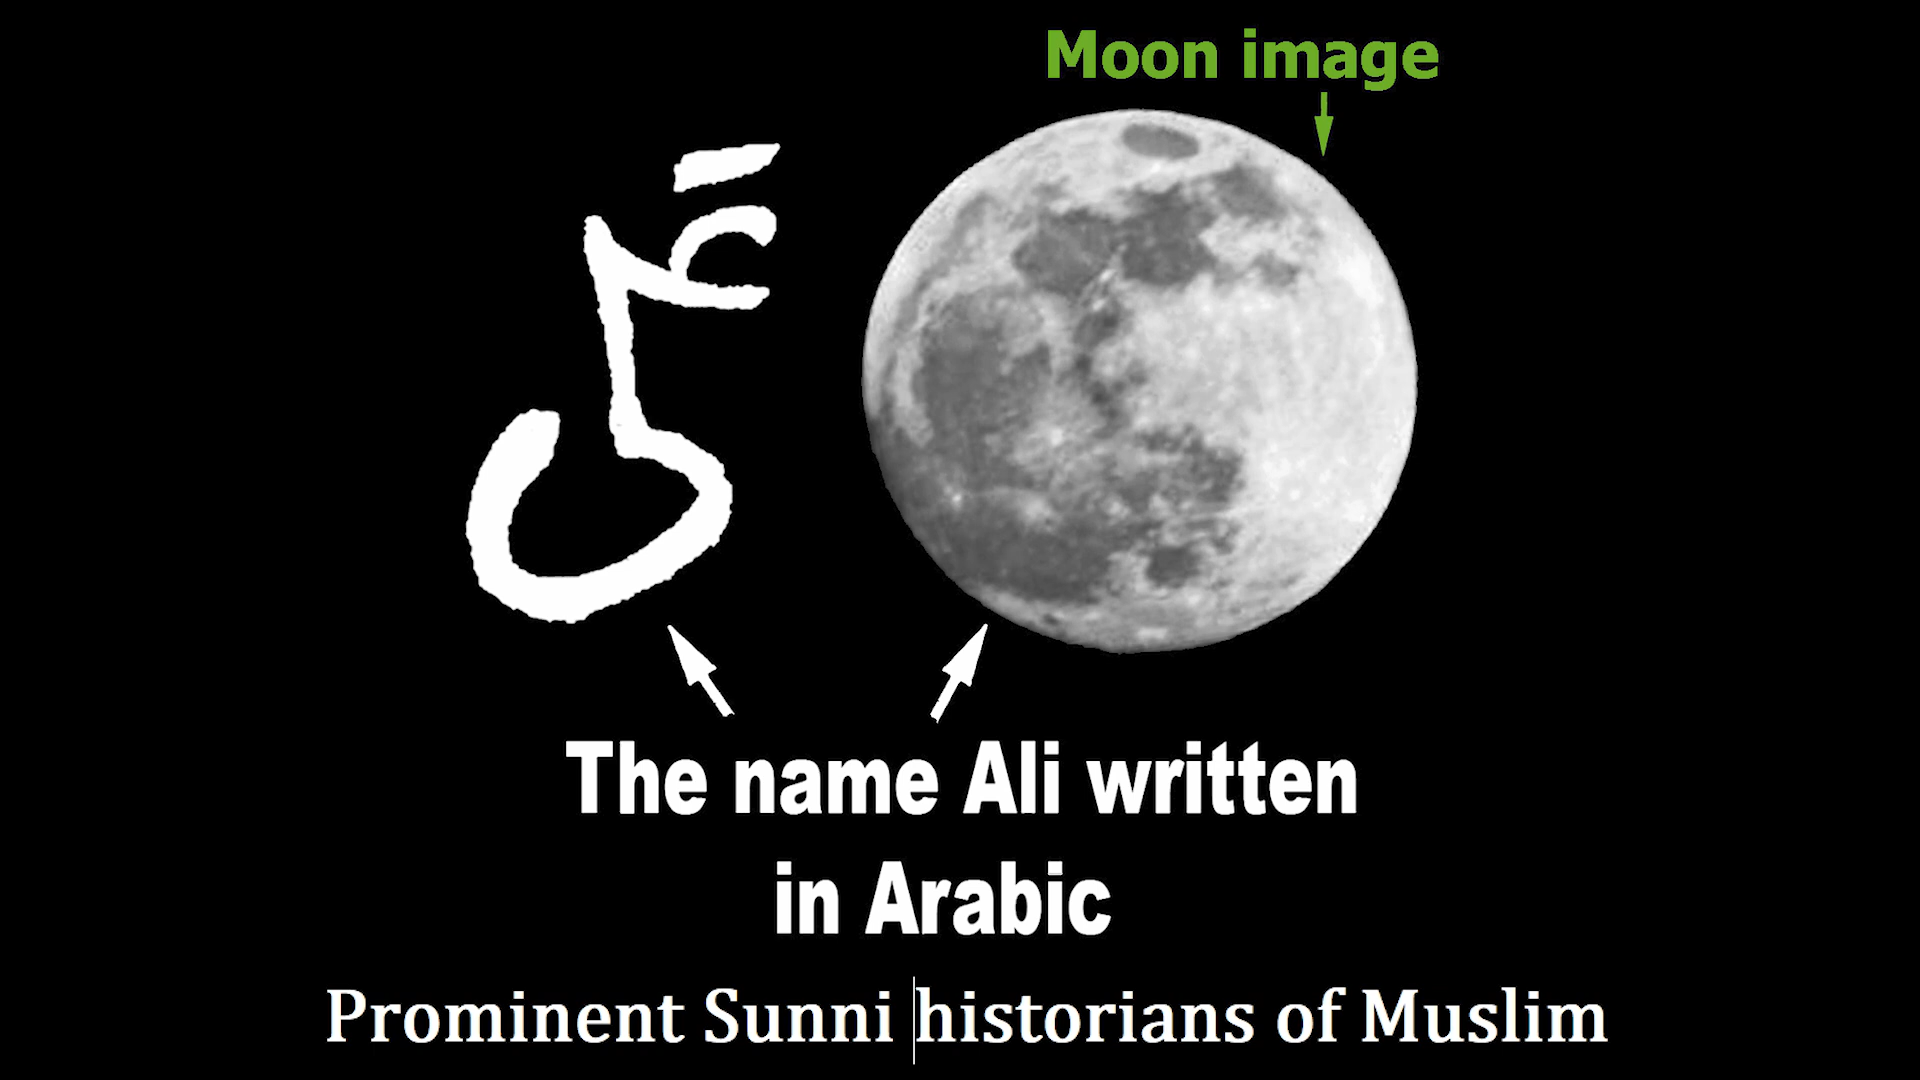 Moon image
علي
The name Ali written
in Arabic
Prominent Sunni historians of Muslim